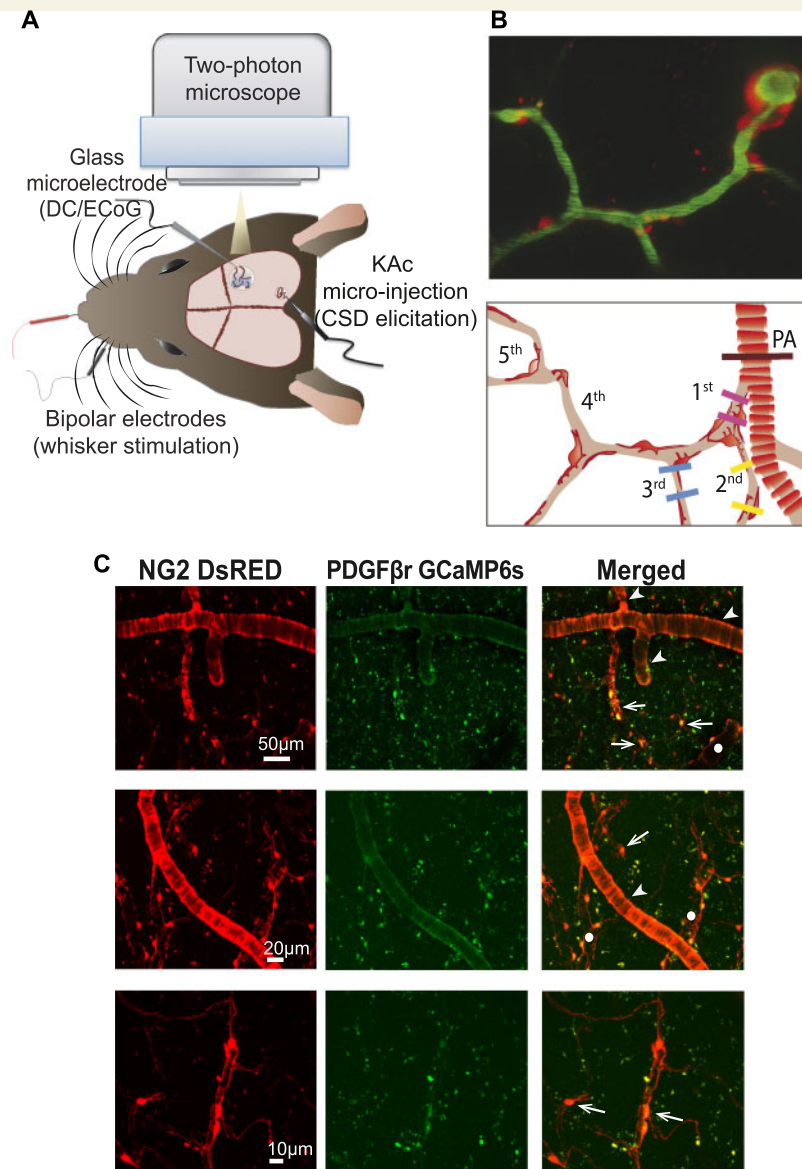 A
Two-photon
microscope
Glass
microelectrode
(DC/ECoG)
KAc
micro-injection
(CSD elicitation)
Bipolar electrodes
(whisker stimulation)
B
PA
5th
4th
1st
3rd
2nd
C
NG2 DsRED
PDGFβr GCaMP6s
Merged
50µm
20µm
10µm